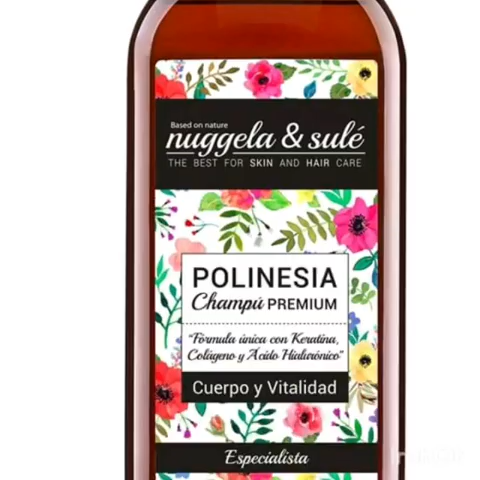 Based on nature
nuggela & sulé
THE BEST FOR SKIN AND HAIR CARE
POLINESIA
Champú PREMIUM
"Fórmula única con Keratina,
Colágeno y Ácido Hialurónico"
Cuerpo y Vitalidad
Especialista